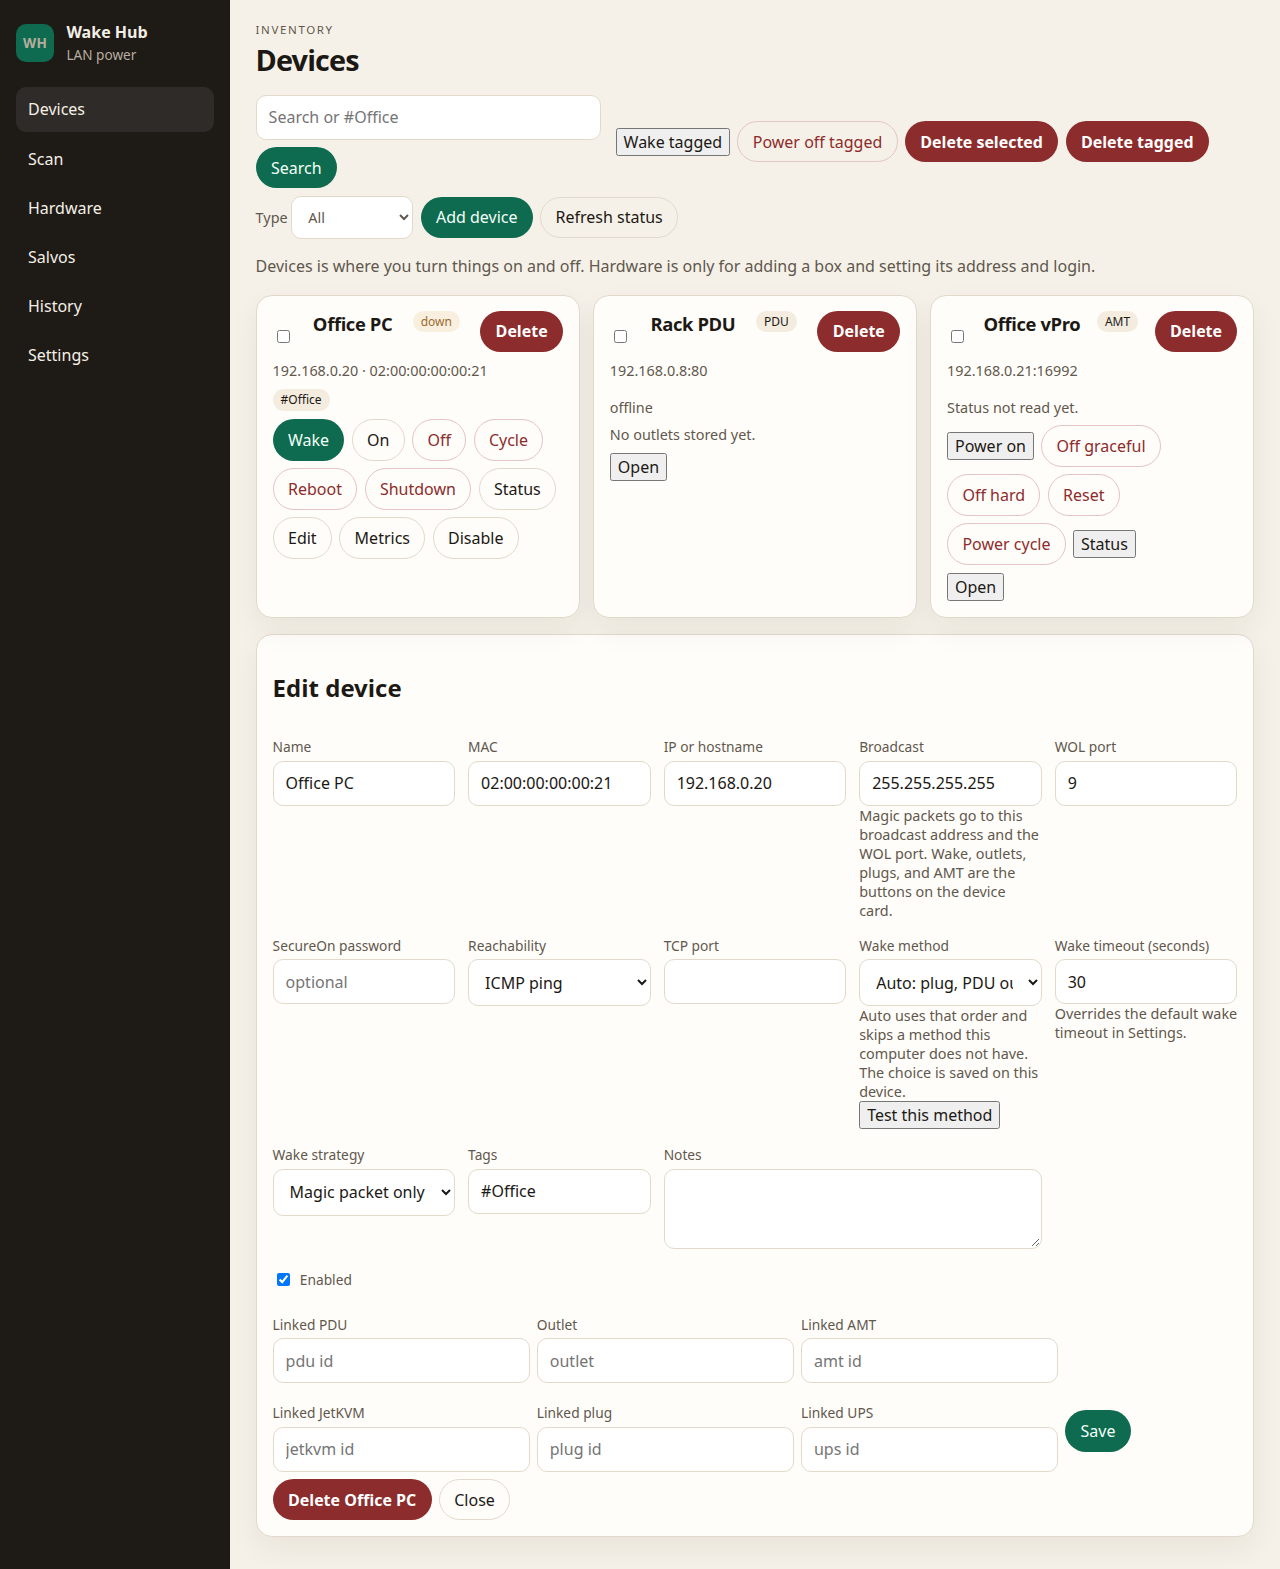 WH
Wake Hub
LAN power
Devices
Scan
Hardware
Salvos
History
Settings
INVENTORY
Devices
Search or #Office
Search
Wake tagged
Power off tagged
Delete selected
Delete tagged
Type
All
Add device
Refresh status
Devices is where you turn things on and off. Hardware is only for adding a box and setting its address and login.
Office PC
down
Delete
192.168.0.20 · 02:00:00:00:00:21
#Office
Wake
On
Off
Cycle
Reboot
Shutdown
Status
Edit
Metrics
Disable
Rack PDU
PDU
Delete
192.168.0.8:80
offline
No outlets stored yet.
Open
Office vPro
AMT
Delete
192.168.0.21:16992
Status not read yet.
Power on
Off graceful
Off hard
Reset
Power cycle
Status
Open
Edit device
Name
Office PC
MAC
02:00:00:00:00:21
IP or hostname
192.168.0.20
Broadcast
255.255.255.255
Magic packets go to this
broadcast address and the
WOL port. Wake, outlets,
plugs, and AMT are the
buttons on the device
card.
WOL port
9
SecureOn password
optional
Reachability
ICMP ping
TCP port
Wake method
Auto: plug, PDU ou
Auto uses that order and
skips a method this
computer does not have.
The choice is saved on this
device.
Test this method
Wake timeout (seconds)
30
Overrides the default wake
timeout in Settings.
Wake strategy
Magic packet only
Tags
#Office
Notes
Enabled
Linked PDU
pdu id
Outlet
outlet
Linked AMT
amt id
Linked JetKVM
jetkvm id
Linked plug
plug id
Linked UPS
ups id
Save
Delete Office PC
Close